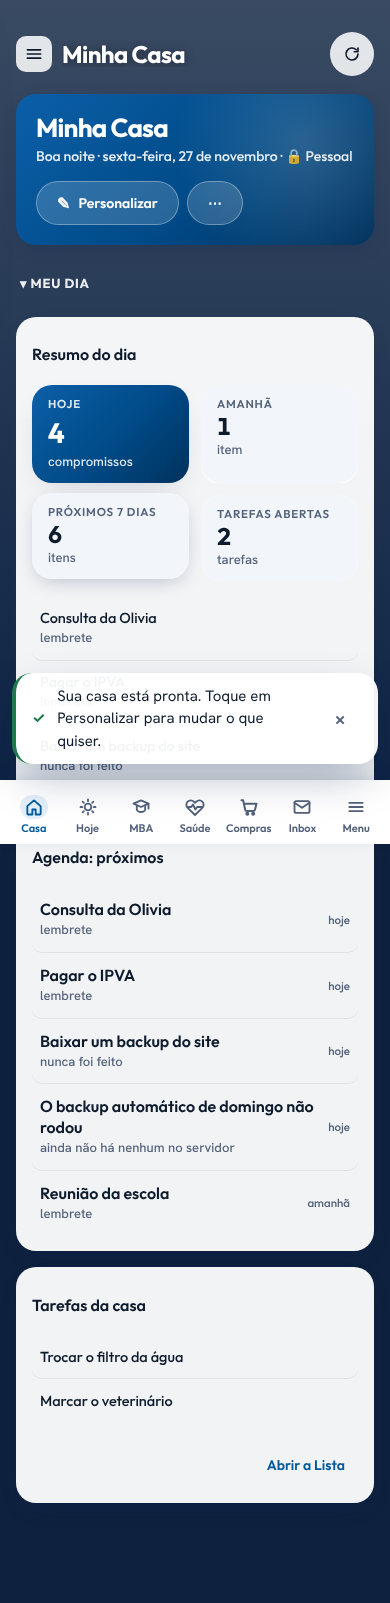 Minha Casa
Minha Casa
Boa noite · sexta-feira, 27 de novembro · 🔒 Pessoal
✎ Personalizar
···
▾ MEU DIA
Resumo do dia
HOJE
4
compromissos
AMANHÃ
1
item
PRÓXIMOS 7 DIAS
6
itens
TAREFAS ABERTAS
2
tarefas
Consulta da Olivia
lembrete
Pagar o IPVA
Sua casa está pronta. Toque em
Personalizar para mudar o que
quiser.
backup do site
nunca foi feito
Casa
Hoje
MBA
Saúde
Compras
Inbox
Menu
Agenda: próximos
Consulta da Olivia
lembrete
hoje
Pagar o IPVA
lembrete
hoje
Baixar um backup do site
nunca foi feito
hoje
O backup automático de domingo não
rodou
ainda não há nenhum no servidor
hoje
Reunião da escola
lembrete
amanhã
Tarefas da casa
Trocar o filtro da água
Marcar o veterinário
Abrir a Lista